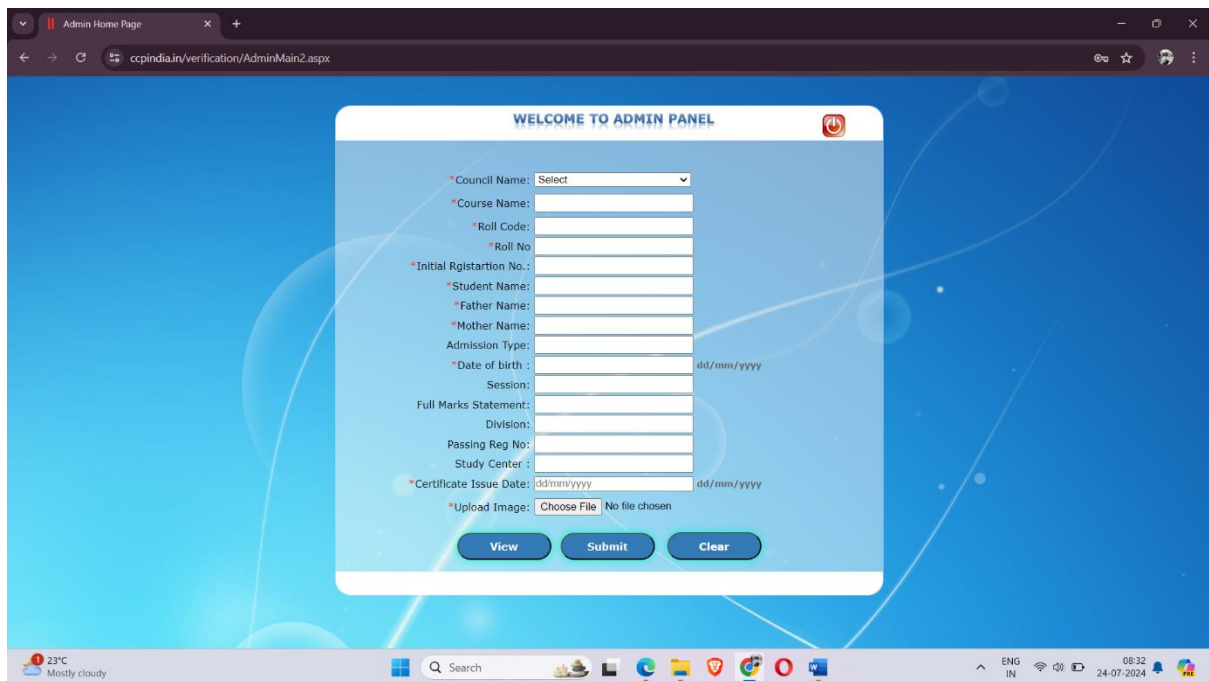 Admin Home Page
ccpindia.in/verification/AdminMain2.aspx
WELCOME TO ADMIN PANEL
*Council Name: Select
*Course Name:
*Roll Code:
*Roll No
*Initial Rgistartion No.:
*Student Name:
*Father Name:
*Mother Name:
Admission Type:
*Date of birth : dd/mm/yyyy
Session:
Full Marks Statement:
Division:
Passing Reg No:
Study Center :
*Certificate Issue Date: dd/mm/yyyy dd/mm/yyyy
*Upload Image: Choose File No file chosen
View Submit Clear
1 23°C
Mostly cloudy
Search
ENG
IN
08:32
24-07-2024
PRE